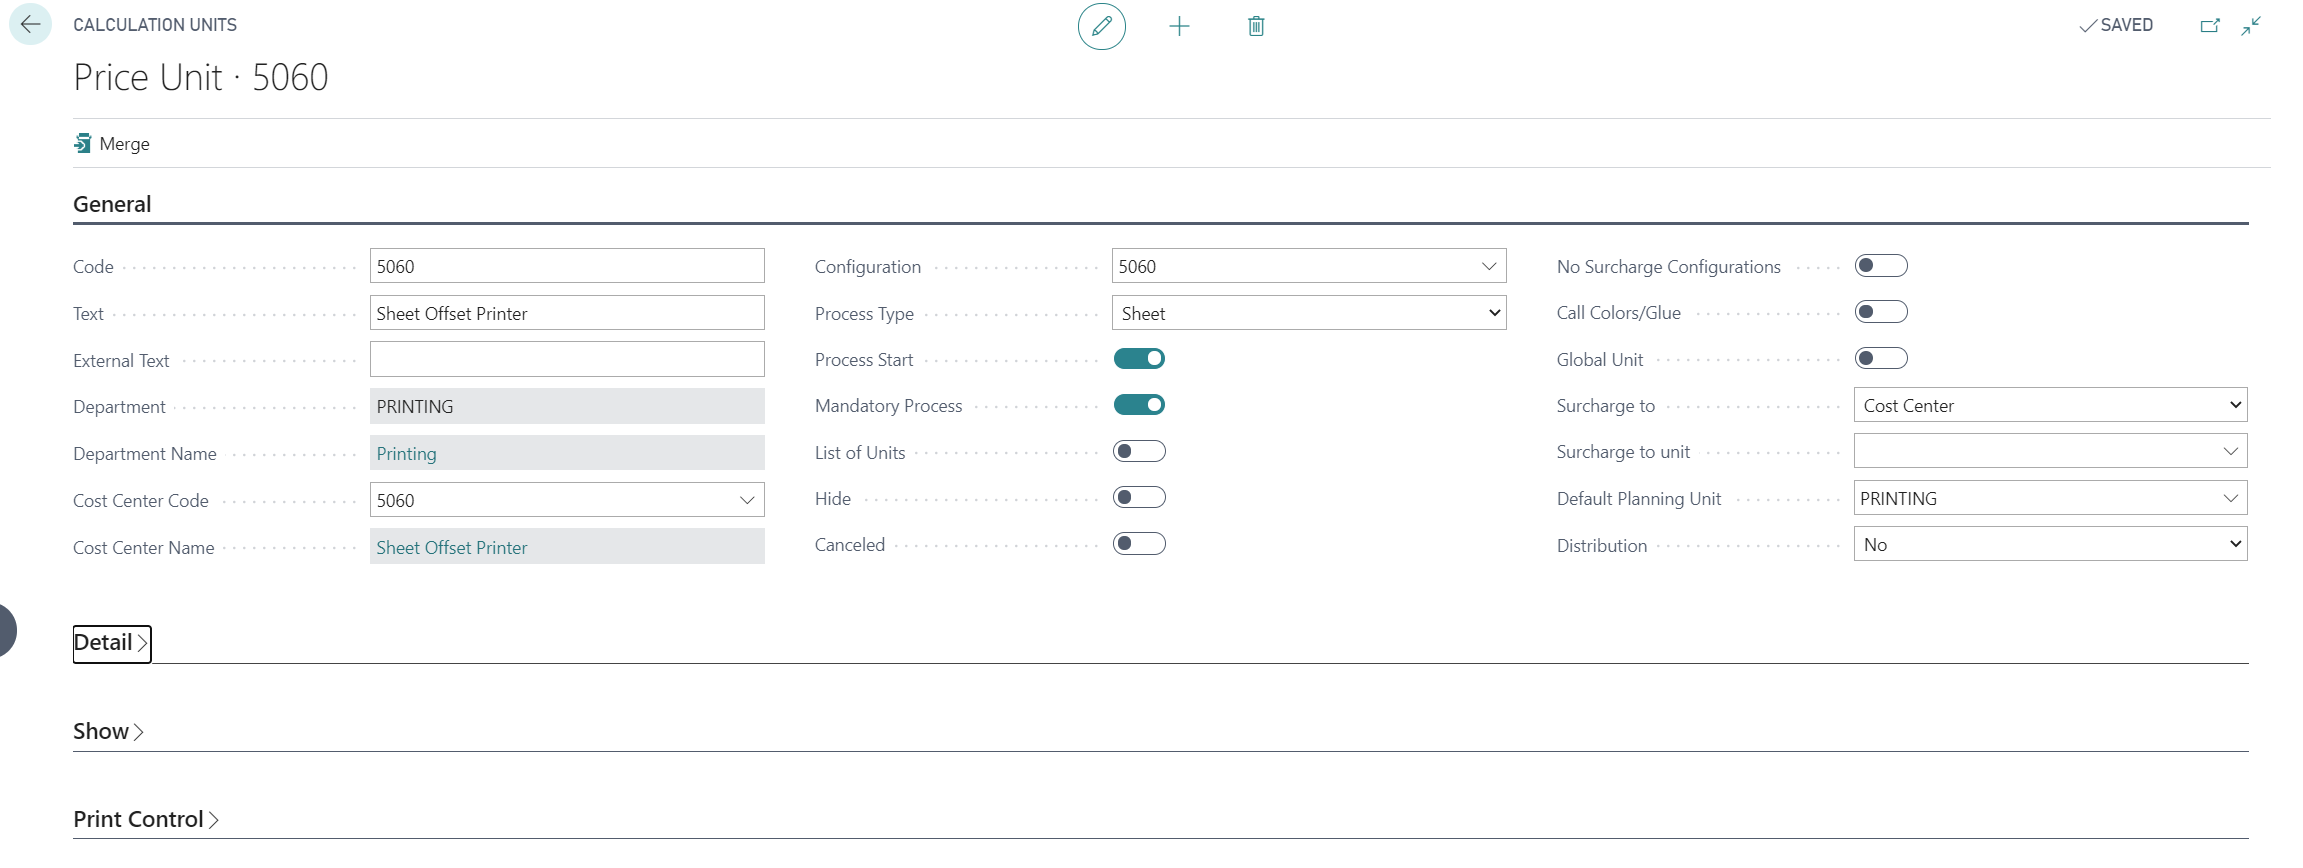 CALCULATION UNITS
SAVED
Price Unit · 5060
Merge
General
Code 5060
Text Sheet Offset Printer
External Text
Department PRINTING
Department Name Printing
Cost Center Code 5060
Cost Center Name Sheet Offset Printer
Configuration 5060
Process Type Sheet
Process Start
Mandatory Process
List of Units
Hide
Canceled
No Surcharge Configurations
Call Colors/Glue
Global Unit
Surcharge to Cost Center
Surcharge to unit
Default Planning Unit PRINTING
Distribution No
Detail
Show
Print Control